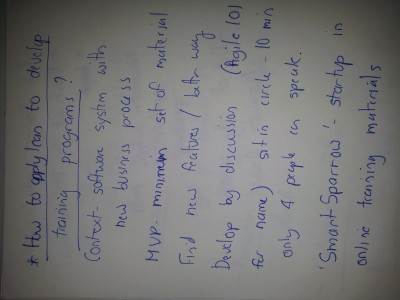 * How to apply lean to develop
training programs?
Context - software system with
new business process
MVP - minimum set of material
Find new features / bettr way
Develop by discussion (Agile 101
for name) sit in circle - 10 min
only 4 people can speak.
'Smart Sparrow' - startup in
online training materials